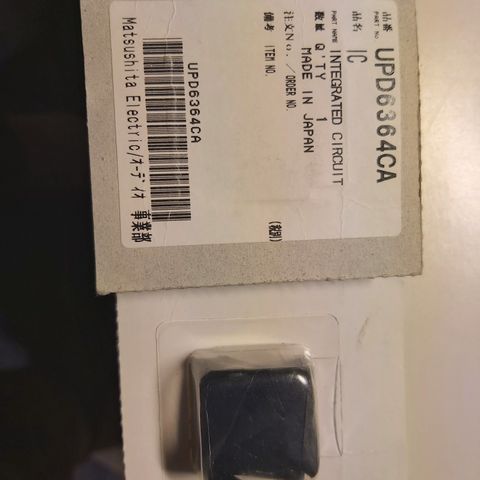 品番 PART NO. UPD6364CA
品名 IC
PART NAME INTEGRATED CIRCUIT
数量 Q'TY 1
MADE IN JAPAN
注文No. / ORDER NO.
備考 ITEM NO.
(税別)
UPD6364CA
Matsushita Electric/オーディオ 事業部